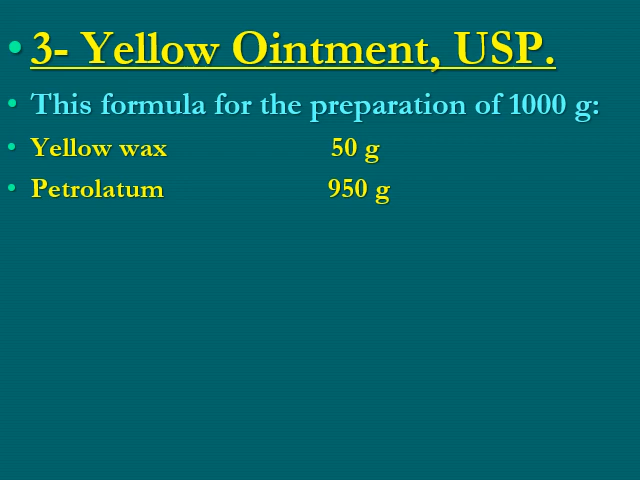 • 3- Yellow Ointment, USP.
• This formula for the preparation of 1000 g:
• Yellow wax 50 g
• Petrolatum 950 g